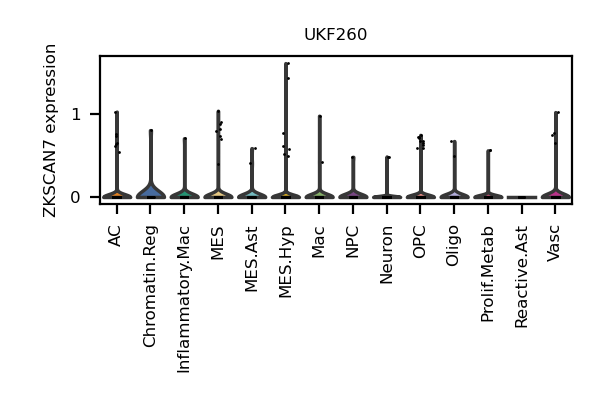 UKF260
ZKSCAN7 expression
1
0
AC
Chromatin.Reg
Inflammatory.Mac
MES
MES.Ast
MES.Hyp
Mac
NPC
Neuron
OPC
Oligo
Prolif.Metab
Reactive.Ast
Vasc